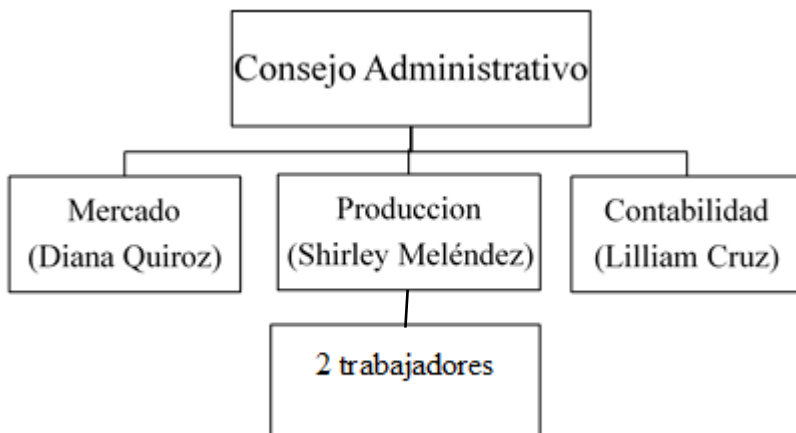 Consejo Administrativo
Mercado
(Diana Quiroz)
Produccion
(Shirley Meléndez)
Contabilidad
(Lilliam Cruz)
2 trabajadores